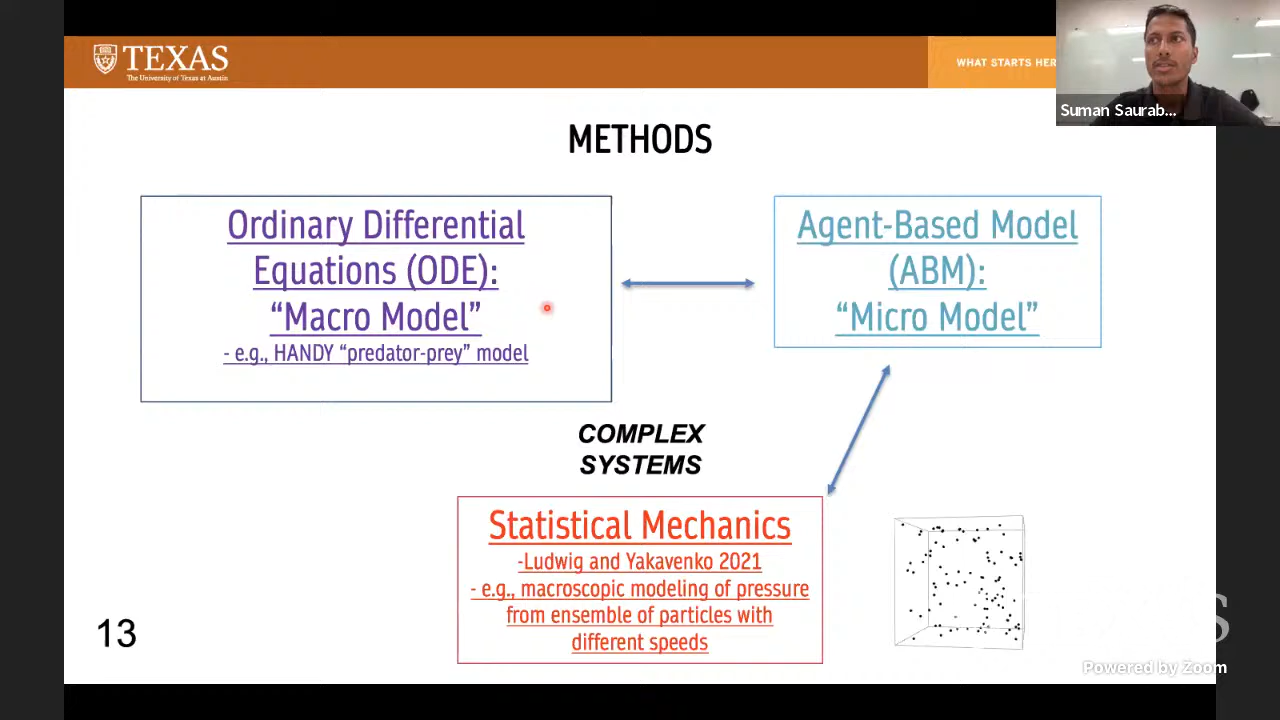 TEXAS
The University of Texas at Austin
WHAT STARTS HER
Suman Saurab...
METHODS
Ordinary Differential
Equations (ODE):
“Macro Model”
- e.g., HANDY “predator-prey” model
Agent-Based Model
(ABM):
“Micro Model”
COMPLEX
SYSTEMS
Statistical Mechanics
-Ludwig and Yakavenko 2021
- e.g., macroscopic modeling of pressure
from ensemble of particles with
different speeds
13
S
Powered by Zoom